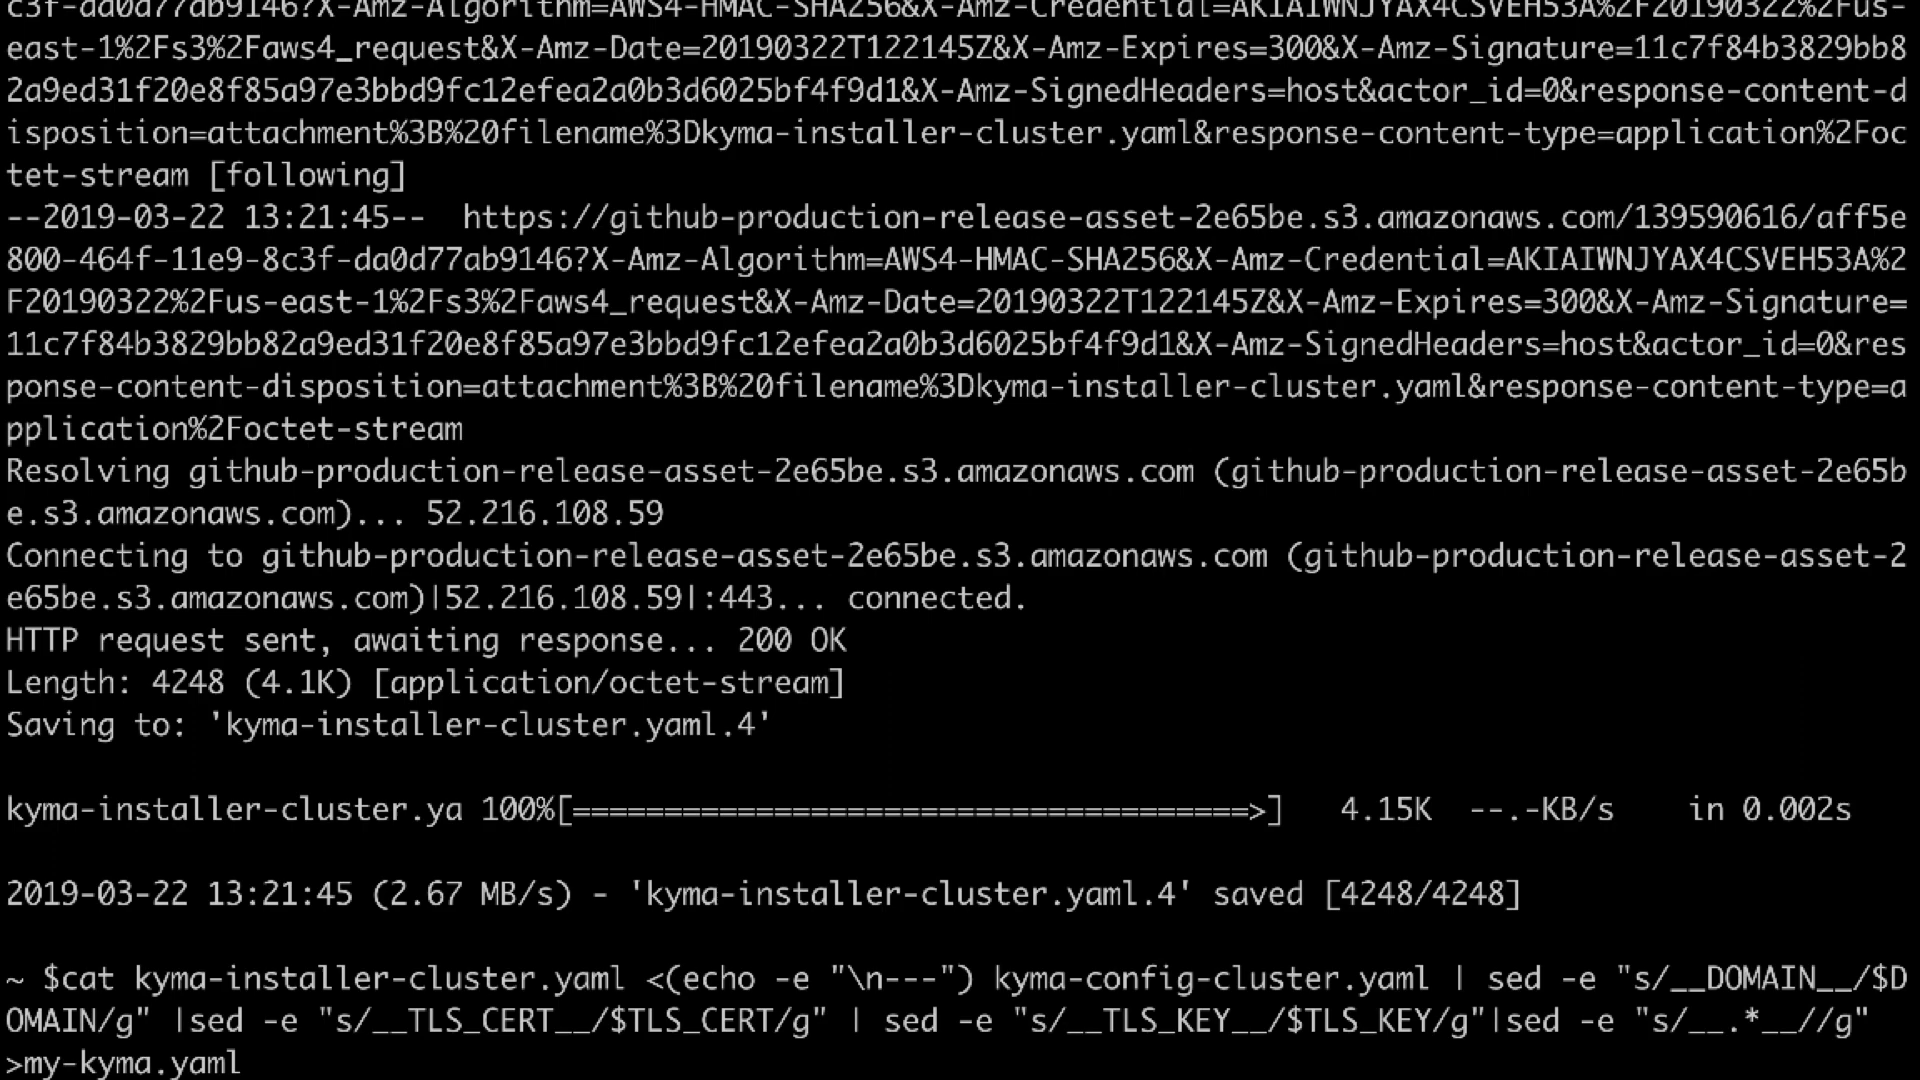 c3f-da0d77ab9146?X-Amz-Algorithm=AWS4-HMAC-SHA256&X-Amz-Credential=AKIAIWNJYAX4CSVEH53A%2F20190322%2Fus-
east-1%2Fs3%2Faws4_request&X-Amz-Date=20190322T122145Z&X-Amz-Expires=300&X-Amz-Signature=11c7f84b3829bb8
2a9ed31f20e8f85a97e3bbd9fc12efea2a0b3d6025bf4f9d1&X-Amz-SignedHeaders=host&actor_id=0&response-content-d
isposition=attachment%3B%20filename%3Dkyma-installer-cluster.yaml&response-content-type=application%2Foc
tet-stream [following]
--2019-03-22 13:21:45--  https://github-production-release-asset-2e65be.s3.amazonaws.com/139590616/aff5e
800-464f-11e9-8c3f-da0d77ab9146?X-Amz-Algorithm=AWS4-HMAC-SHA256&X-Amz-Credential=AKIAIWNJYAX4CSVEH53A%2
F20190322%2Fus-east-1%2Fs3%2Faws4_request&X-Amz-Date=20190322T122145Z&X-Amz-Expires=300&X-Amz-Signature=
11c7f84b3829bb82a9ed31f20e8f85a97e3bbd9fc12efea2a0b3d6025bf4f9d1&X-Amz-SignedHeaders=host&actor_id=0&res
ponse-content-disposition=attachment%3B%20filename%3Dkyma-installer-cluster.yaml&response-content-type=a
pplication%2Foctet-stream
Resolving github-production-release-asset-2e65be.s3.amazonaws.com (github-production-release-asset-2e65b
e.s3.amazonaws.com)... 52.216.108.59
Connecting to github-production-release-asset-2e65be.s3.amazonaws.com (github-production-release-asset-2
e65be.s3.amazonaws.com)|52.216.108.59|:443... connected.
HTTP request sent, awaiting response... 200 OK
Length: 4248 (4.1K) [application/octet-stream]
Saving to: 'kyma-installer-cluster.yaml.4'
kyma-installer-cluster.ya 100%[=====================================>]   4.15K  --.-KB/s    in 0.002s
2019-03-22 13:21:45 (2.67 MB/s) - 'kyma-installer-cluster.yaml.4' saved [4248/4248]
~ $cat kyma-installer-cluster.yaml <(echo -e "\n---") kyma-config-cluster.yaml | sed -e "s/__DOMAIN__/$D
OMAIN/g" |sed -e "s/__TLS_CERT__/$TLS_CERT/g" | sed -e "s/__TLS_KEY__/$TLS_KEY/g"|sed -e "s/__.*__//g"
>my-kyma.yaml